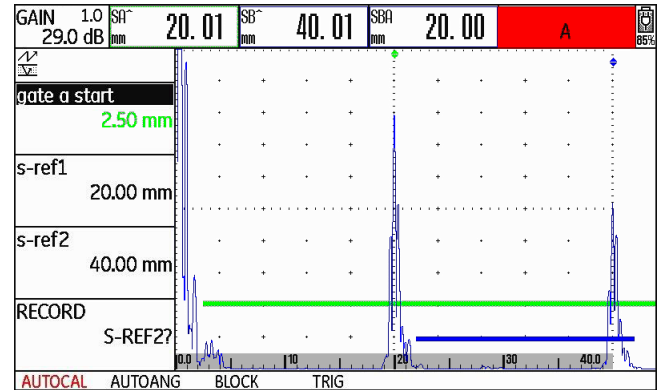 GAIN 1.0 SA^ 20.01 SB^ 40.01 SBA 20.00 A
29.0 dB mm mm mm 85%
gate a start
2.50 mm
s-ref1
20.00 mm
s-ref2
40.00 mm
RECORD
S-REF2?
0.0 10 20 30 40.0
AUTOCAL AUTOANG BLOCK TRIG